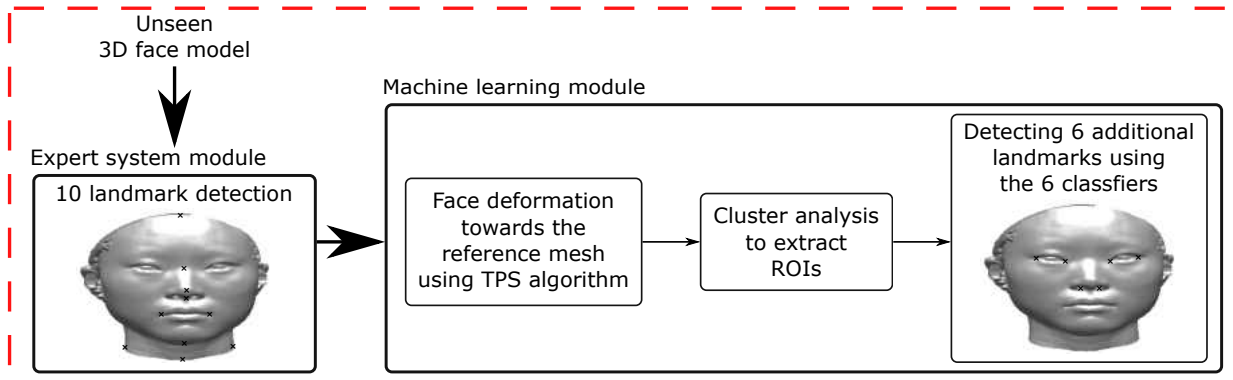 Unseen
3D face model
Machine learning module
Expert system module
10 landmark detection
Face deformation
towards the
reference mesh
using TPS algorithm
Cluster analysis
to extract
ROIs
Detecting 6 additional
landmarks using
the 6 classfiers